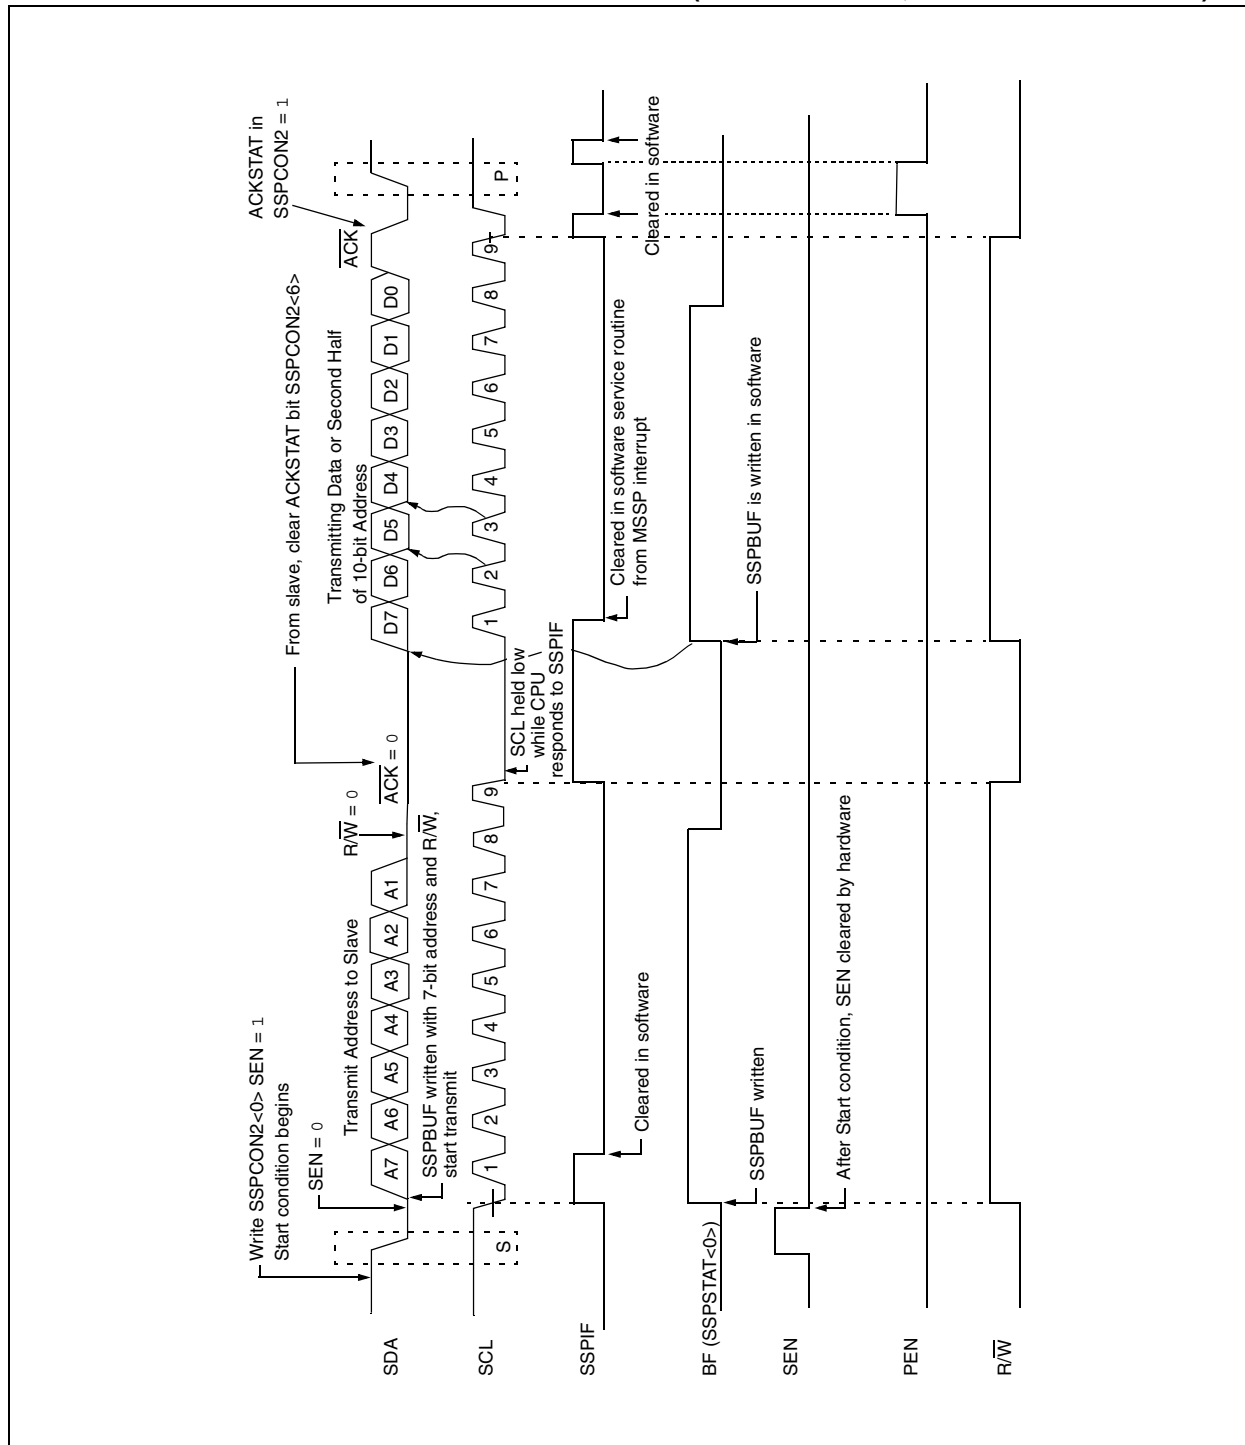 ACKSTAT in
SSPCON2 = 1
From slave, clear ACKSTAT bit SSPCON2<6>
Write SSPCON2<0> SEN = 1
Start condition begins
SEN = 0
Transmit Address to Slave
R/W = 0
ACK = 0
Transmitting Data or Second Half
of 10-bit Address
ACK
SDA
A7 A6 A5 A4 A3 A2 A1
D7 D6 D5 D4 D3 D2 D1 D0
SSPBUF written with 7-bit address and R/W,
start transmit
SCL
S
1 2 3 4 5 6 7 8 9
1 2 3 4 5 6 7 8 9
P
SCL held low
while CPU
responds to SSPIF
SSPIF
Cleared in software
Cleared in software service routine
from MSSP interrupt
Cleared in software
BF (SSPSTAT<0>)
SSPBUF written
SSPBUF is written in software
SEN
After Start condition, SEN cleared by hardware
PEN
R/W